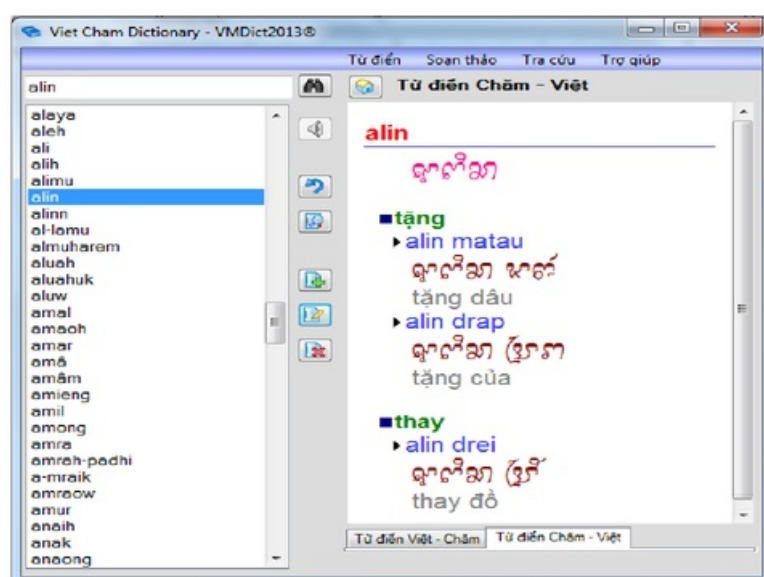 Viet Cham Dictionary - VMDict2013®
Từ điển Soạn thảo Tra cứu Trợ giúp
alin
Từ điển Chăm - Việt
alaya
aleh
ali
alih
alimu
alin
alinn
al-lamu
almuharem
aluah
aluahuk
aluw
amal
amaoh
amar
amâ
amâm
amieng
amil
among
amra
amrah-padhi
a-mraik
amraow
amur
anaih
anak
anaong
alin
tặng
alin matau
tặng dâu
alin drap
tặng của
thay
alin drei
thay đồ
Từ điển Việt - Chăm Từ điển Chăm - Việt